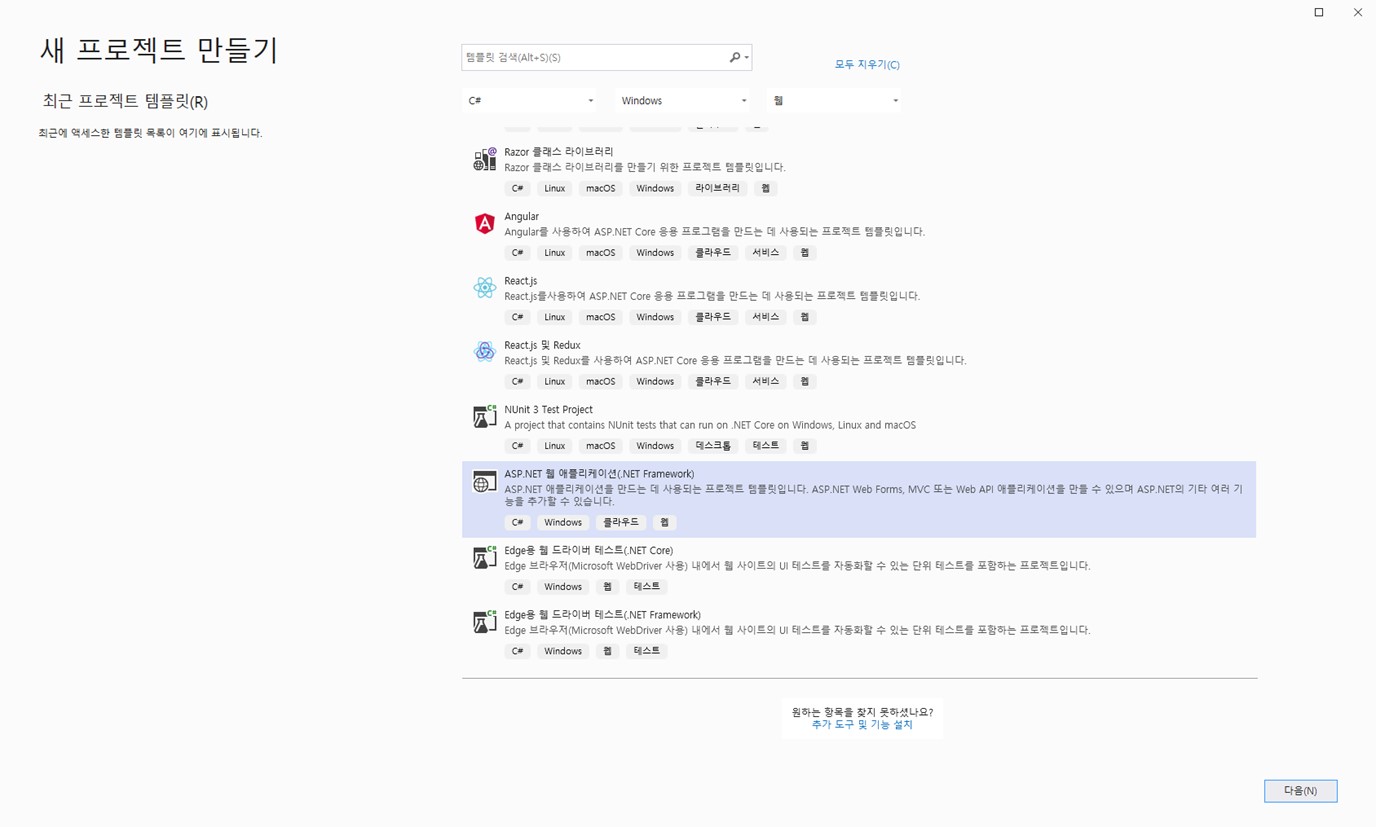 새 프로젝트 만들기
최근 프로젝트 템플릿(R)
최근에 액세스한 템플릿 목록이 여기에 표시됩니다.
템플릿 검색(Alt+S)(S)
모두 지우기(C)
C# Windows 웹
Razor 클래스 라이브러리
Razor 클래스 라이브러리를 만들기 위한 프로젝트 템플릿입니다.
C# Linux macOS Windows 라이브러리 웹
Angular
Angular를 사용하여 ASP.NET Core 응용 프로그램을 만드는 데 사용되는 프로젝트 템플릿입니다.
C# Linux macOS Windows 클라우드 서비스 웹
React.js
React.js를사용하여 ASP.NET Core 응용 프로그램을 만드는 데 사용되는 프로젝트 템플릿입니다.
C# Linux macOS Windows 클라우드 서비스 웹
React.js 및 Redux
React.js 및 Redux를 사용하여 ASP.NET Core 응용 프로그램을 만드는 데 사용되는 프로젝트 템플릿입니다.
C# Linux macOS Windows 클라우드 서비스 웹
NUnit 3 Test Project
A project that contains NUnit tests that can run on .NET Core on Windows, Linux and macOS
C# Linux macOS Windows 데스크톱 테스트 웹
ASP.NET 웹 애플리케이션(.NET Framework)
ASP.NET 애플리케이션을 만드는 데 사용되는 프로젝트 템플릿입니다. ASP.NET Web Forms, MVC 또는 Web API 애플리케이션을 만들 수 있으며 ASP.NET의 기타 여러 기
능을 추가할 수 있습니다.
C# Windows 클라우드 웹
Edge용 웹 드라이버 테스트(.NET Core)
Edge 브라우저(Microsoft WebDriver 사용) 내에서 웹 사이트의 UI 테스트를 자동화할 수 있는 단위 테스트를 포함하는 프로젝트입니다.
C# Windows 웹 테스트
Edge용 웹 드라이버 테스트(.NET Framework)
Edge 브라우저(Microsoft WebDriver 사용) 내에서 웹 사이트의 UI 테스트를 자동화할 수 있는 단위 테스트를 포함하는 프로젝트입니다.
C# Windows 웹 테스트
원하는 항목을 찾지 못하셨나요?
추가 도구 및 기능 설치
다음(N)